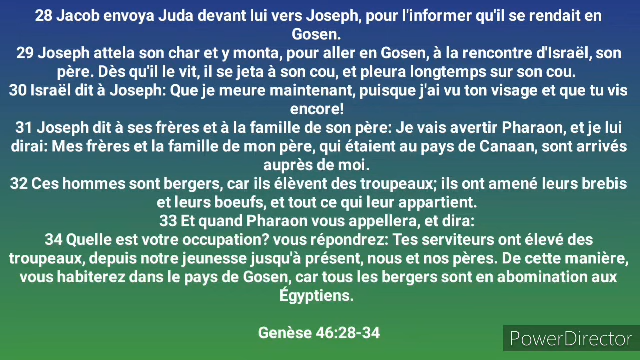 28 Jacob envoya Juda devant lui vers Joseph, pour l'informer qu'il se rendait en
Gosen.
29 Joseph attela son char et y monta, pour aller en Gosen, à la rencontre d'Israël, son
père. Dès qu'il le vit, il se jeta à son cou, et pleura longtemps sur son cou.
30 Israël dit à Joseph: Que je meure maintenant, puisque j'ai vu ton visage et que tu vis
encore!
31 Joseph dit à ses frères et à la famille de son père: Je vais avertir Pharaon, et je lui
dirai: Mes frères et la famille de mon père, qui étaient au pays de Canaan, sont arrivés
auprès de moi.
32 Ces hommes sont bergers, car ils élèvent des troupeaux; ils ont amené leurs brebis
et leurs boeufs, et tout ce qui leur appartient.
33 Et quand Pharaon vous appellera, et dira:
34 Quelle est votre occupation? vous répondrez: Tes serviteurs ont élevé des
troupeaux, depuis notre jeunesse jusqu'à présent, nous et nos pères. De cette manière,
vous habiterez dans le pays de Gosen, car tous les bergers sont en abomination aux
Égyptiens.
Genèse 46:28-34
PowerDirector